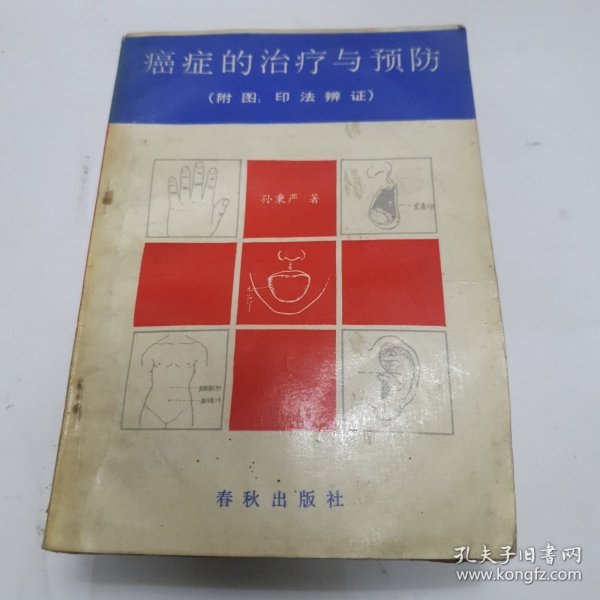 癌症的治疗与预防
(附图:印法辨证)
孙秉严 著
春秋出版社
孔夫子旧书网
www.kongfz.com